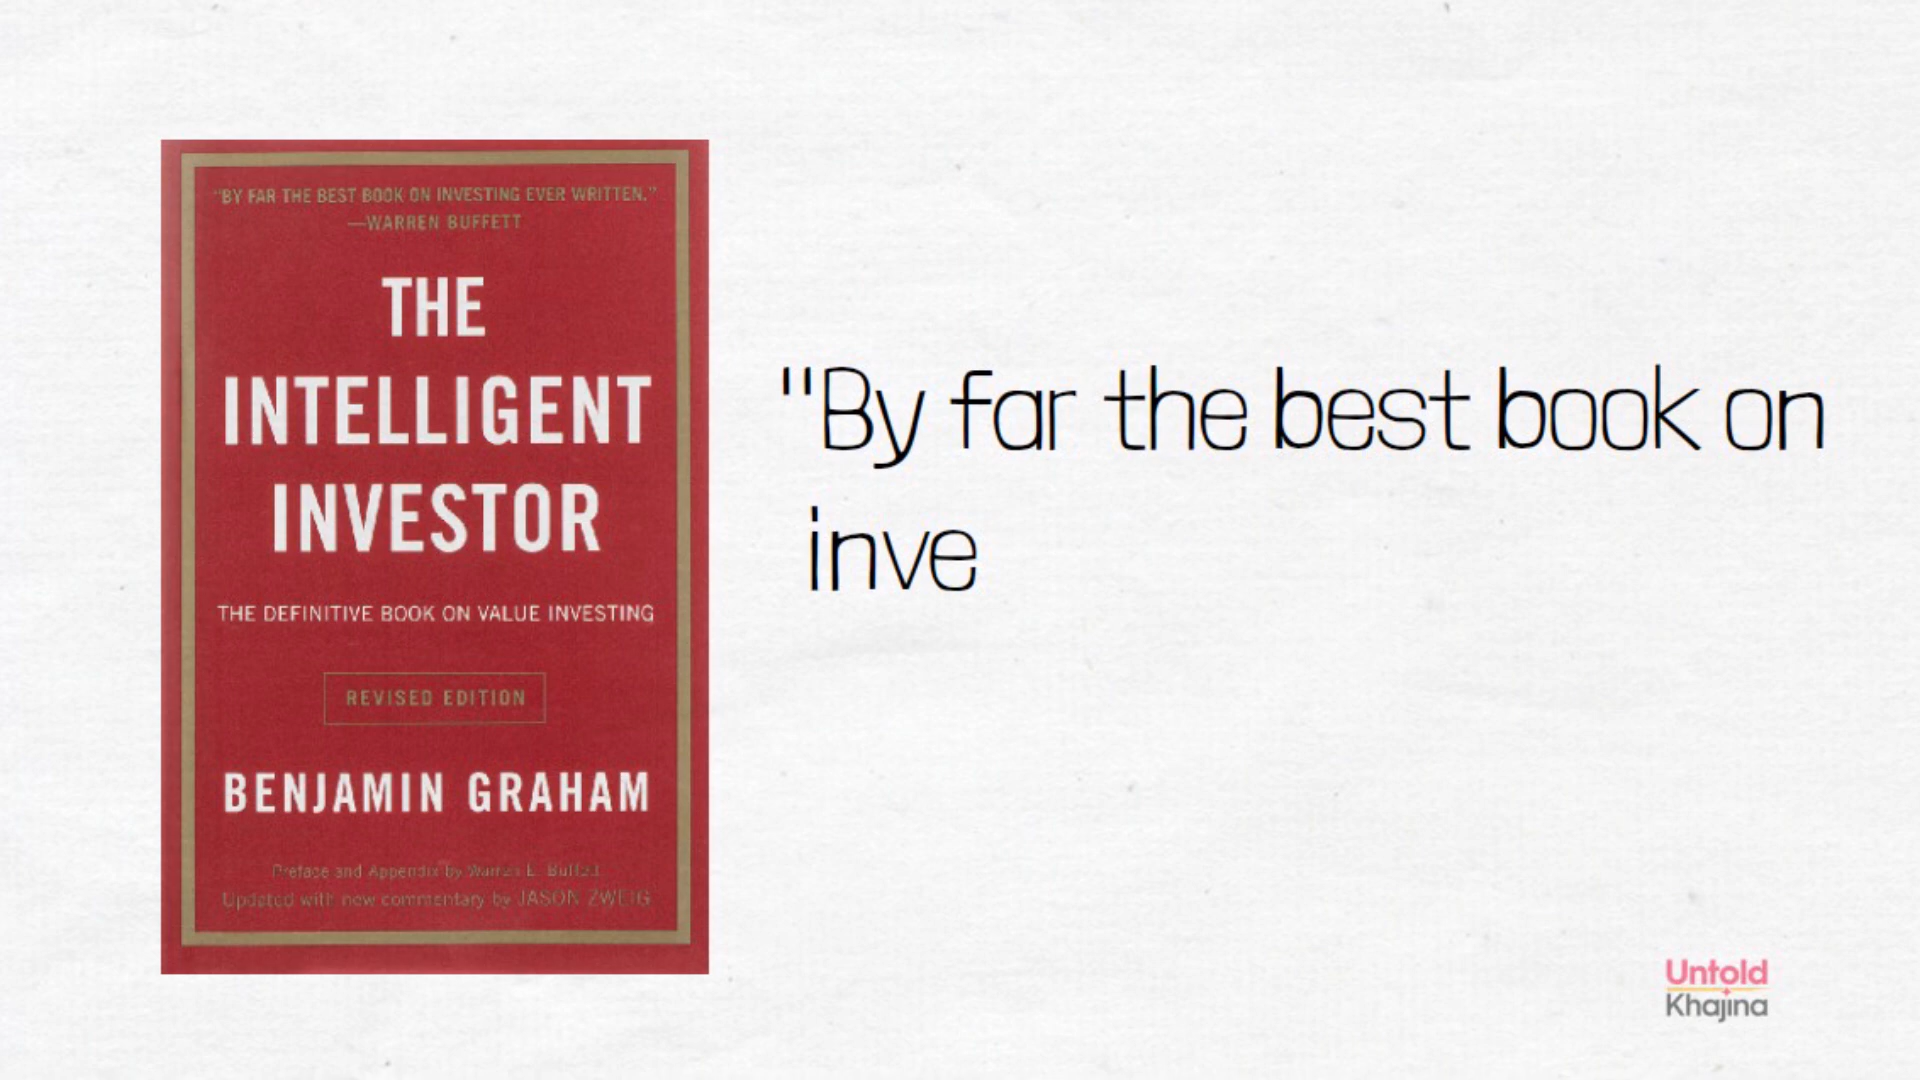 "BY FAR THE BEST BOOK ON INVESTING EVER WRITTEN."
—WARREN BUFFETT
THE
INTELLIGENT
INVESTOR
THE DEFINITIVE BOOK ON VALUE INVESTING
REVISED EDITION
BENJAMIN GRAHAM
Preface and Appendix by Warren E. Buffett
Updated with new commentary by JASON ZWEIG
"By far the best book on
inve
Untold
Khajina